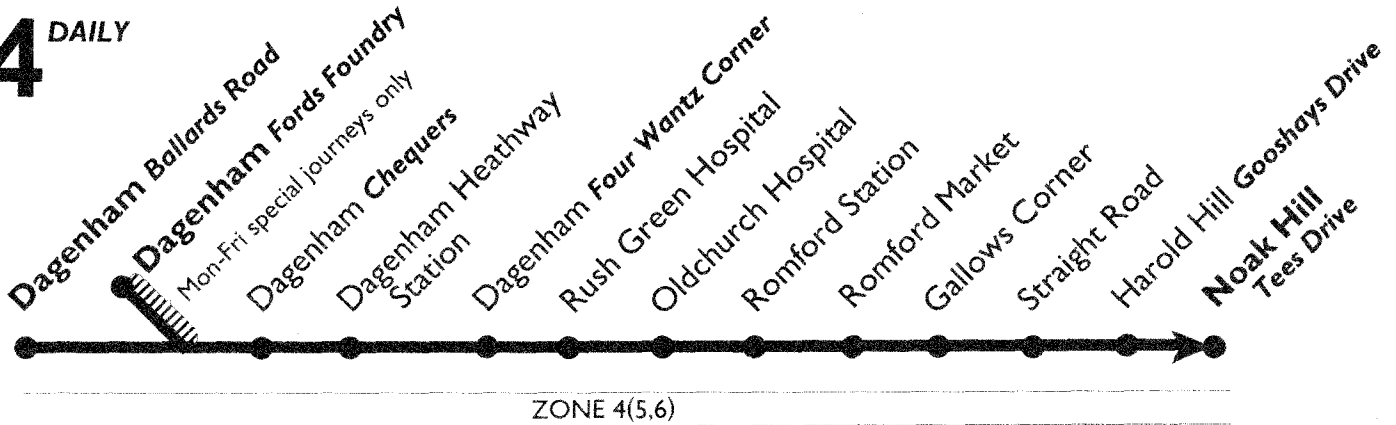 4 DAILY
Dagenham Ballards Road
Dagenham Fords Foundry
Mon-Fri special journeys only
Dagenham Chequers
Dagenham Heathway
Station
Dagenham Four Wantz Corner
Rush Green Hospital
Oldchurch Hospital
Romford Station
Romford Market
Gallows Corner
Straight Road
Harold Hill Gooshays Drive
Noak Hill
Tees Drive
ZONE 4(5,6)